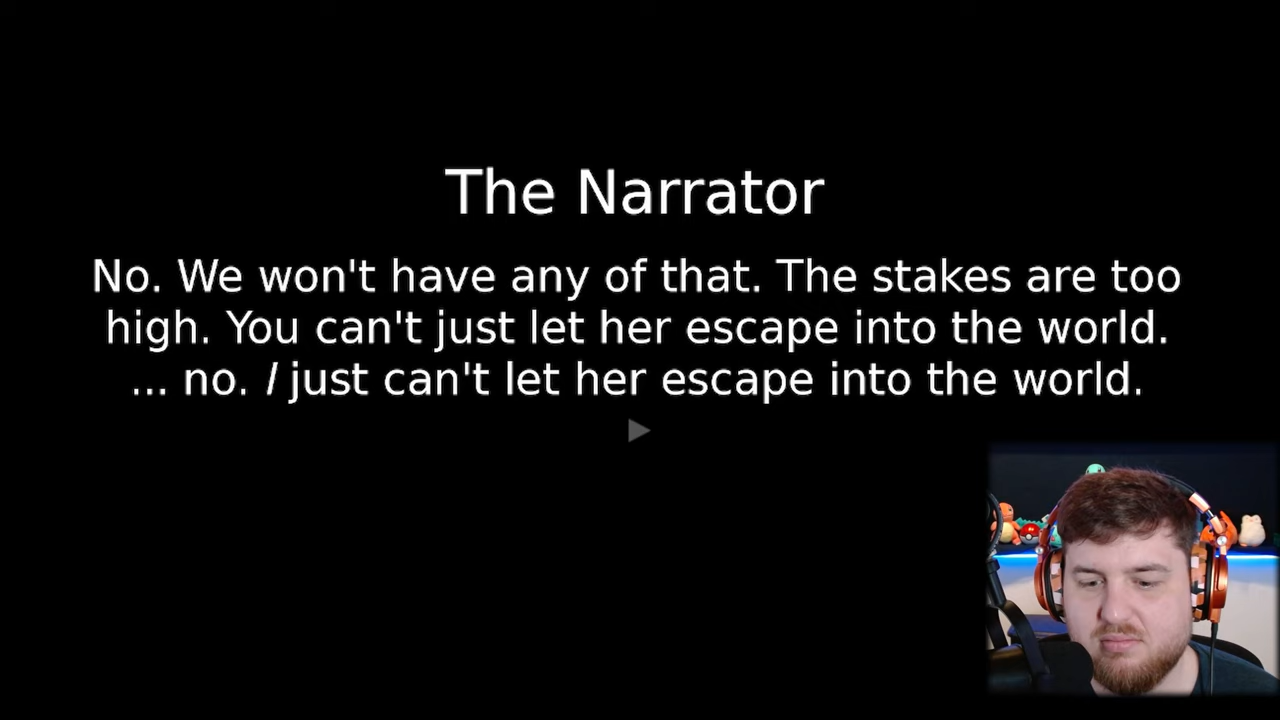 The Narrator
No. We won't have any of that. The stakes are too
high. You can't just let her escape into the world.
... no. I just can't let her escape into the world.